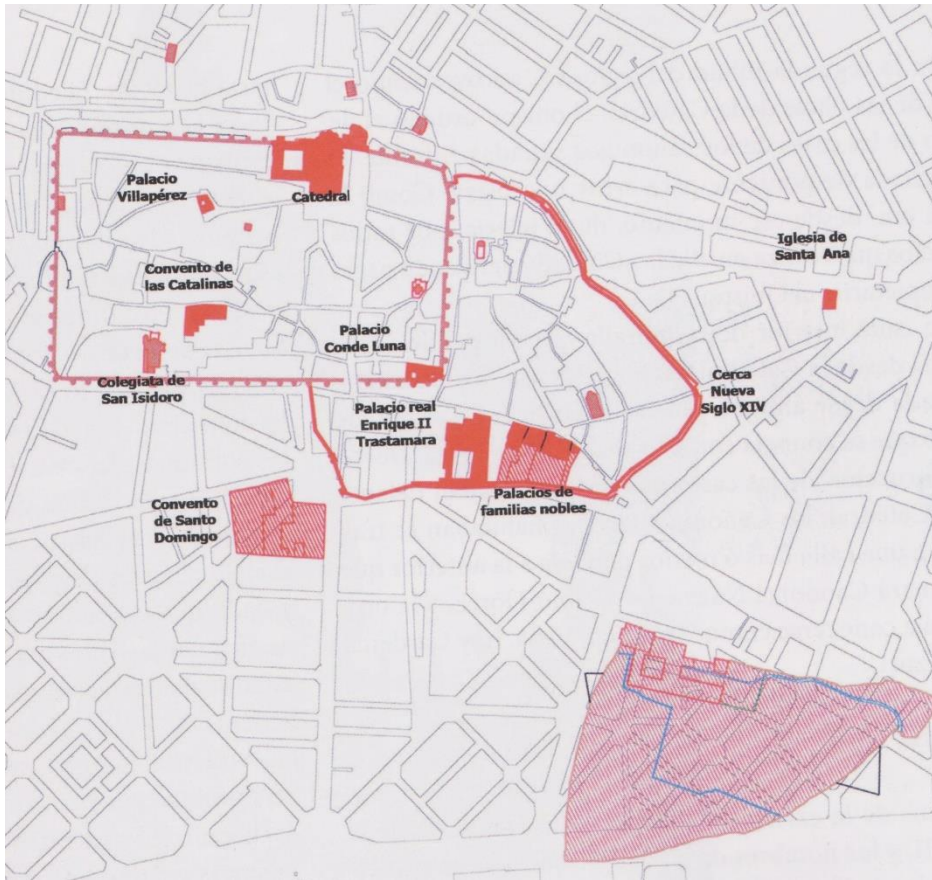 Palacio
Villapérez
Catedral
Iglesia de
Santa Ana
Convento de
las Catalinas
Palacio
Conde Luna
Colegiata de
San Isidoro
Cerca
Nueva
Siglo XIV
Palacio real
Enrique II
Trastamara
Palacios de
familias nobles
Convento
de Santo
Domingo